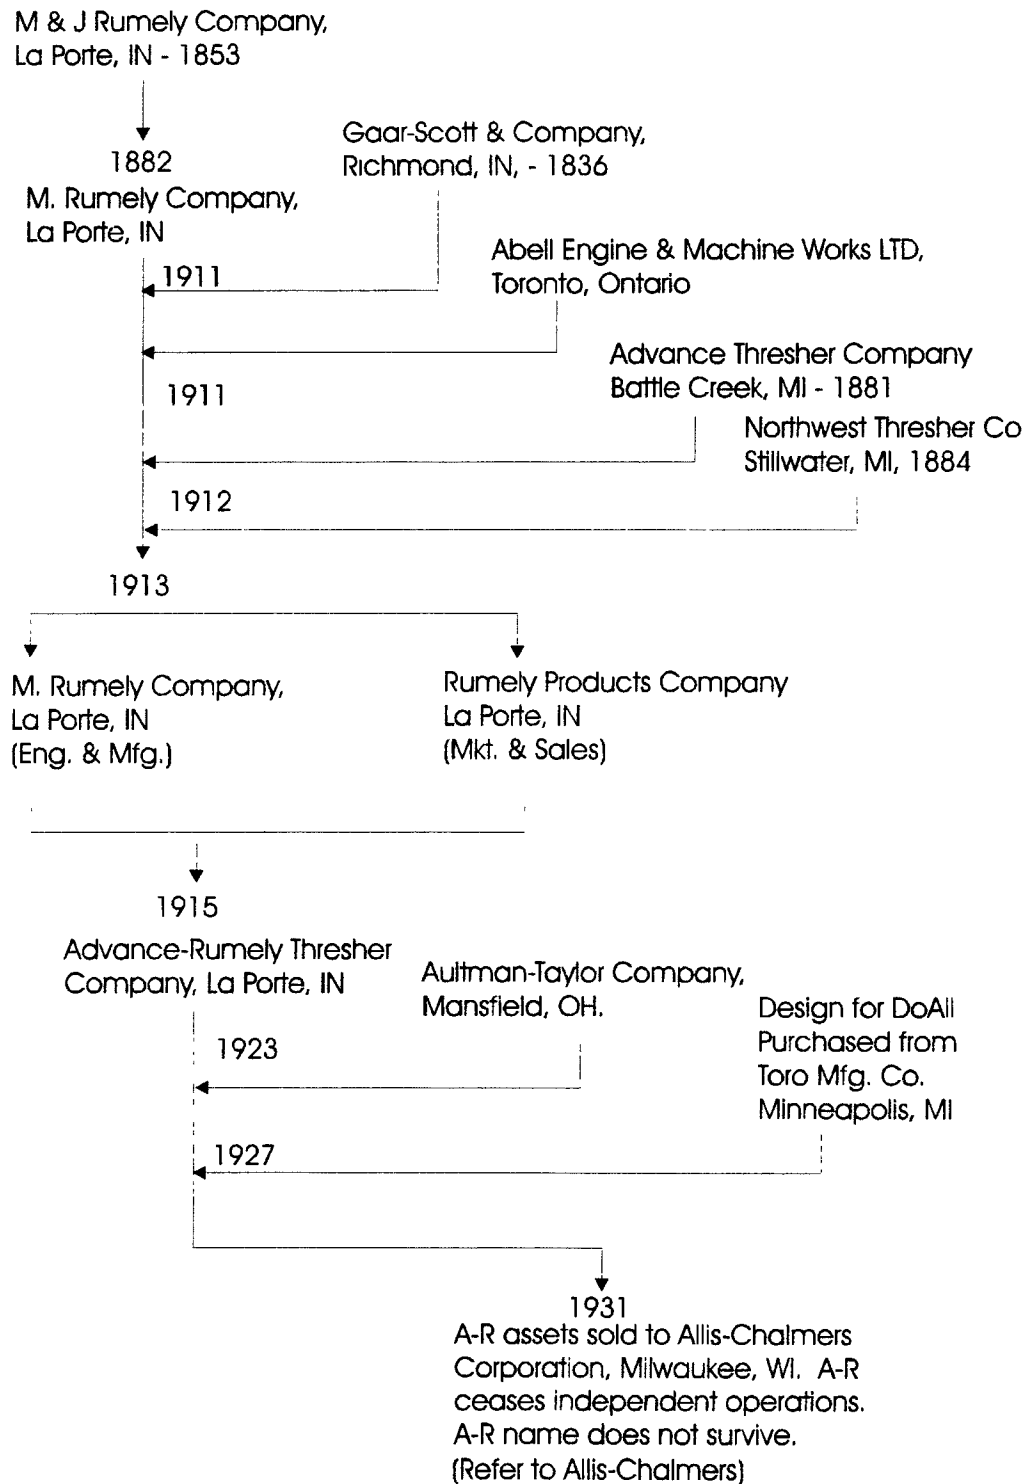 M & J Rumely Company,
La Porte, IN - 1853
1882
M. Rumely Company,
La Porte, IN
Gaar-Scott & Company,
Richmond, IN, - 1836
1911
Abell Engine & Machine Works LTD,
Toronto, Ontario
1911
Advance Thresher Company
Battle Creek, MI - 1881
Northwest Thresher Co
Stillwater, MI, 1884
1912
1913
M. Rumely Company,
La Porte, IN
(Eng. & Mfg.)
Rumely Products Company
La Porte, IN
(Mkt. & Sales)
1915
Advance-Rumely Thresher
Company, La Porte, IN
Aultman-Taylor Company,
Mansfield, OH.
1923
Design for DoAll
Purchased from
Toro Mfg. Co.
Minneapolis, MI
1927
1931
A-R assets sold to Allis-Chalmers
Corporation, Milwaukee, WI. A-R
ceases independent operations.
A-R name does not survive.
(Refer to Allis-Chalmers)